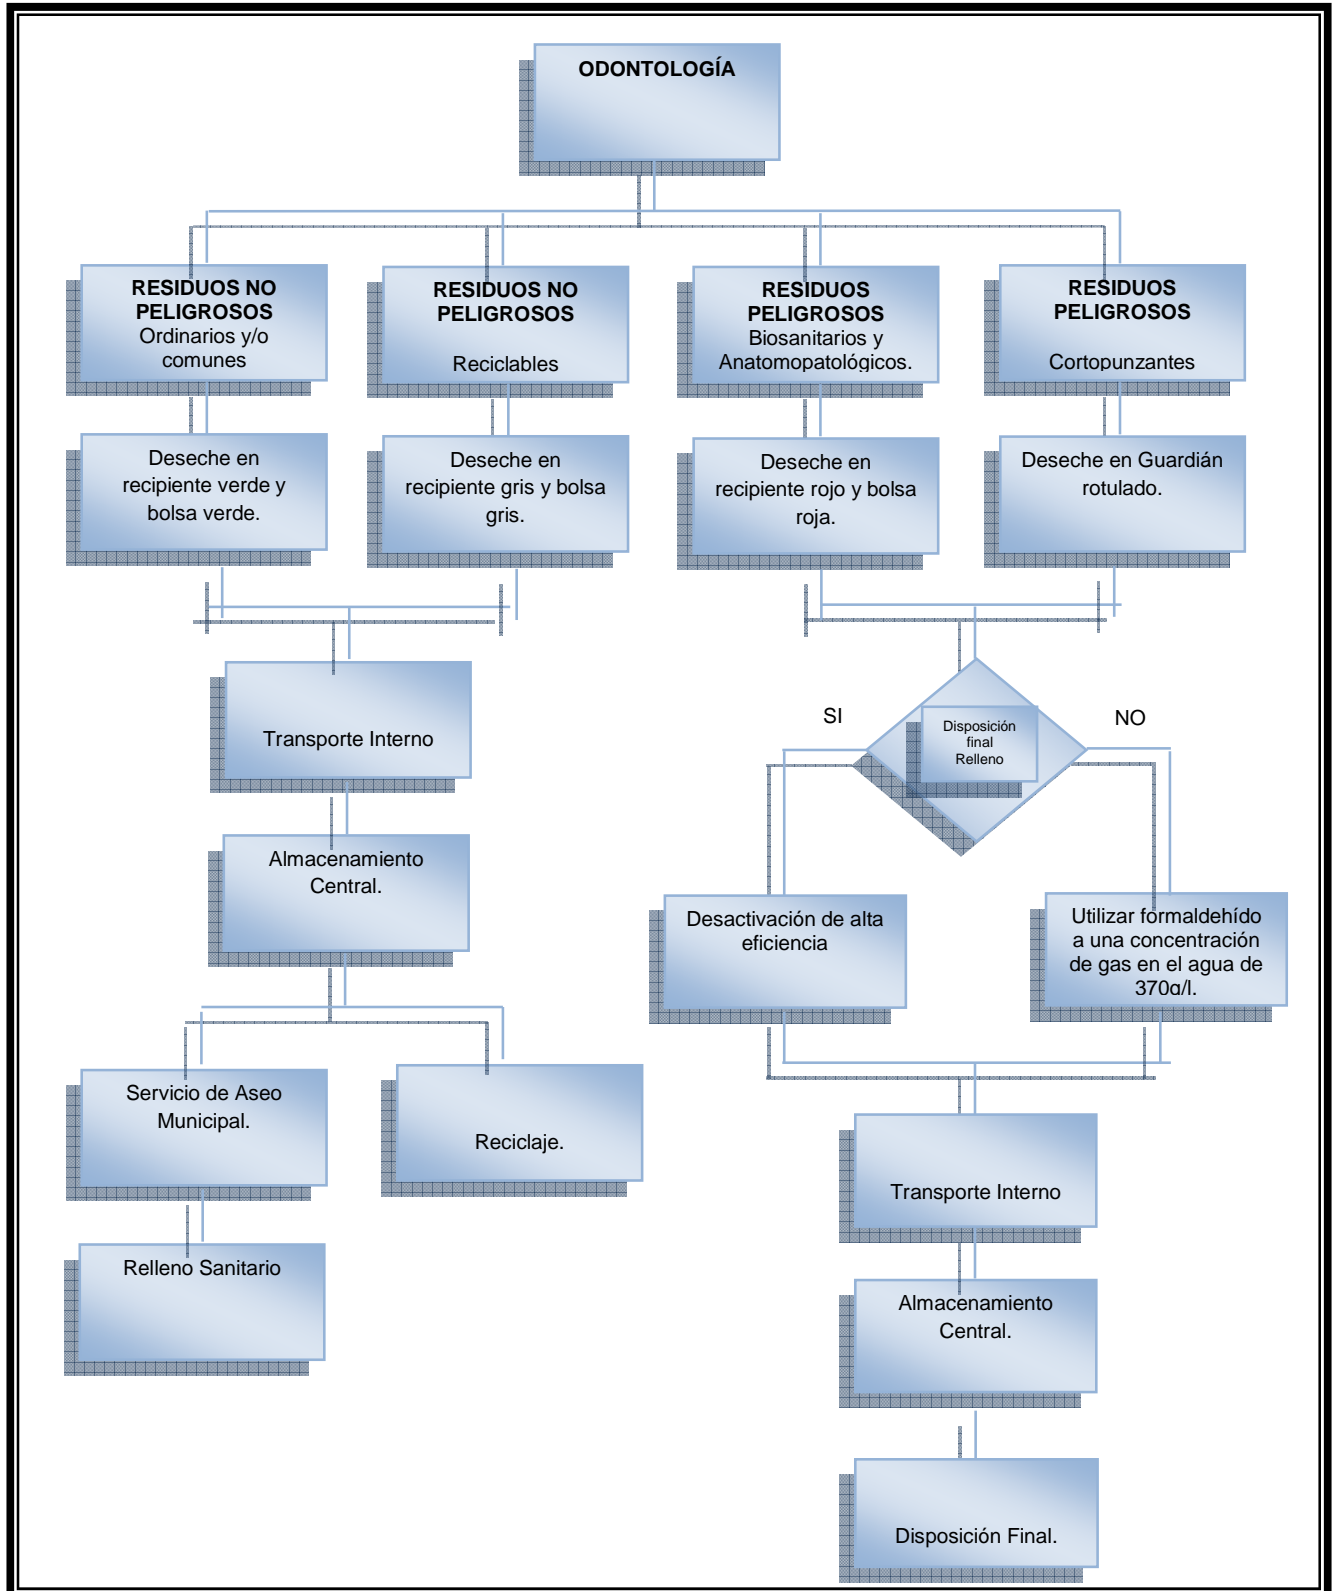 ODONTOLOGÍA
RESIDUOS NO
PELIGROSOS
Ordinarios y/o
comunes
RESIDUOS NO
PELIGROSOS
Reciclables
RESIDUOS
PELIGROSOS
Biosanitarios y
Anatomopatológicos.
RESIDUOS
PELIGROSOS
Cortopunzantes
Deseche en
recipiente verde y
bolsa verde.
Deseche en
recipiente gris y bolsa
gris.
Deseche en
recipiente rojo y bolsa
roja.
Deseche en Guardián
rotulado.
Transporte Interno
SI
Disposición
final
Relleno
NO
Almacenamiento
Central.
Desactivación de alta
eficiencia
Utilizar formaldehído
a una concentración
de gas en el agua de
370g/l.
Servicio de Aseo
Municipal.
Reciclaje.
Transporte Interno
Relleno Sanitario
Almacenamiento
Central.
Disposición Final.